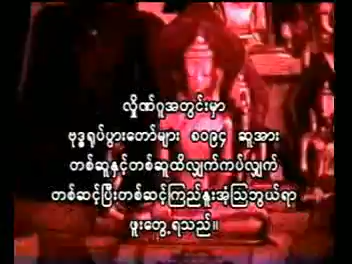 လှိုဏ်ဂူအတွင်းမှာ
ဗုဒ္ဓရုပ်ပွားတော်များ ၈၀၉၄ ဆူအား
တစ်ဆူနှင့်တစ်ဆူထိလျှက်ကပ်လျှက်
တစ်ဆင့်ပြီးတစ်ဆင့်ကြည်နူးအံ့ဩဘွယ်ရာ
ဖူးတွေ့ရသည်။